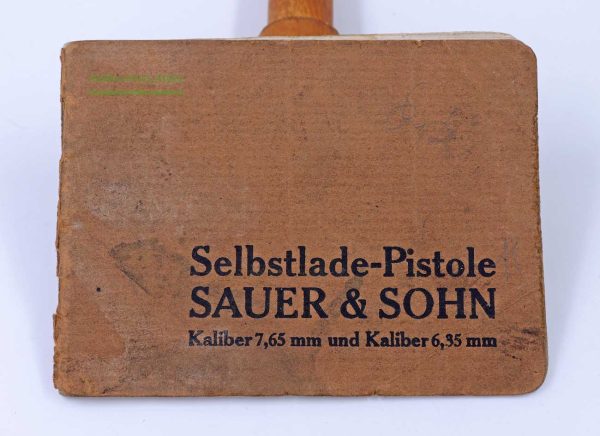 Selbstlade-Pistole
SAUER & SOHN
Kaliber 7,65 mm und Kaliber 6,35 mm